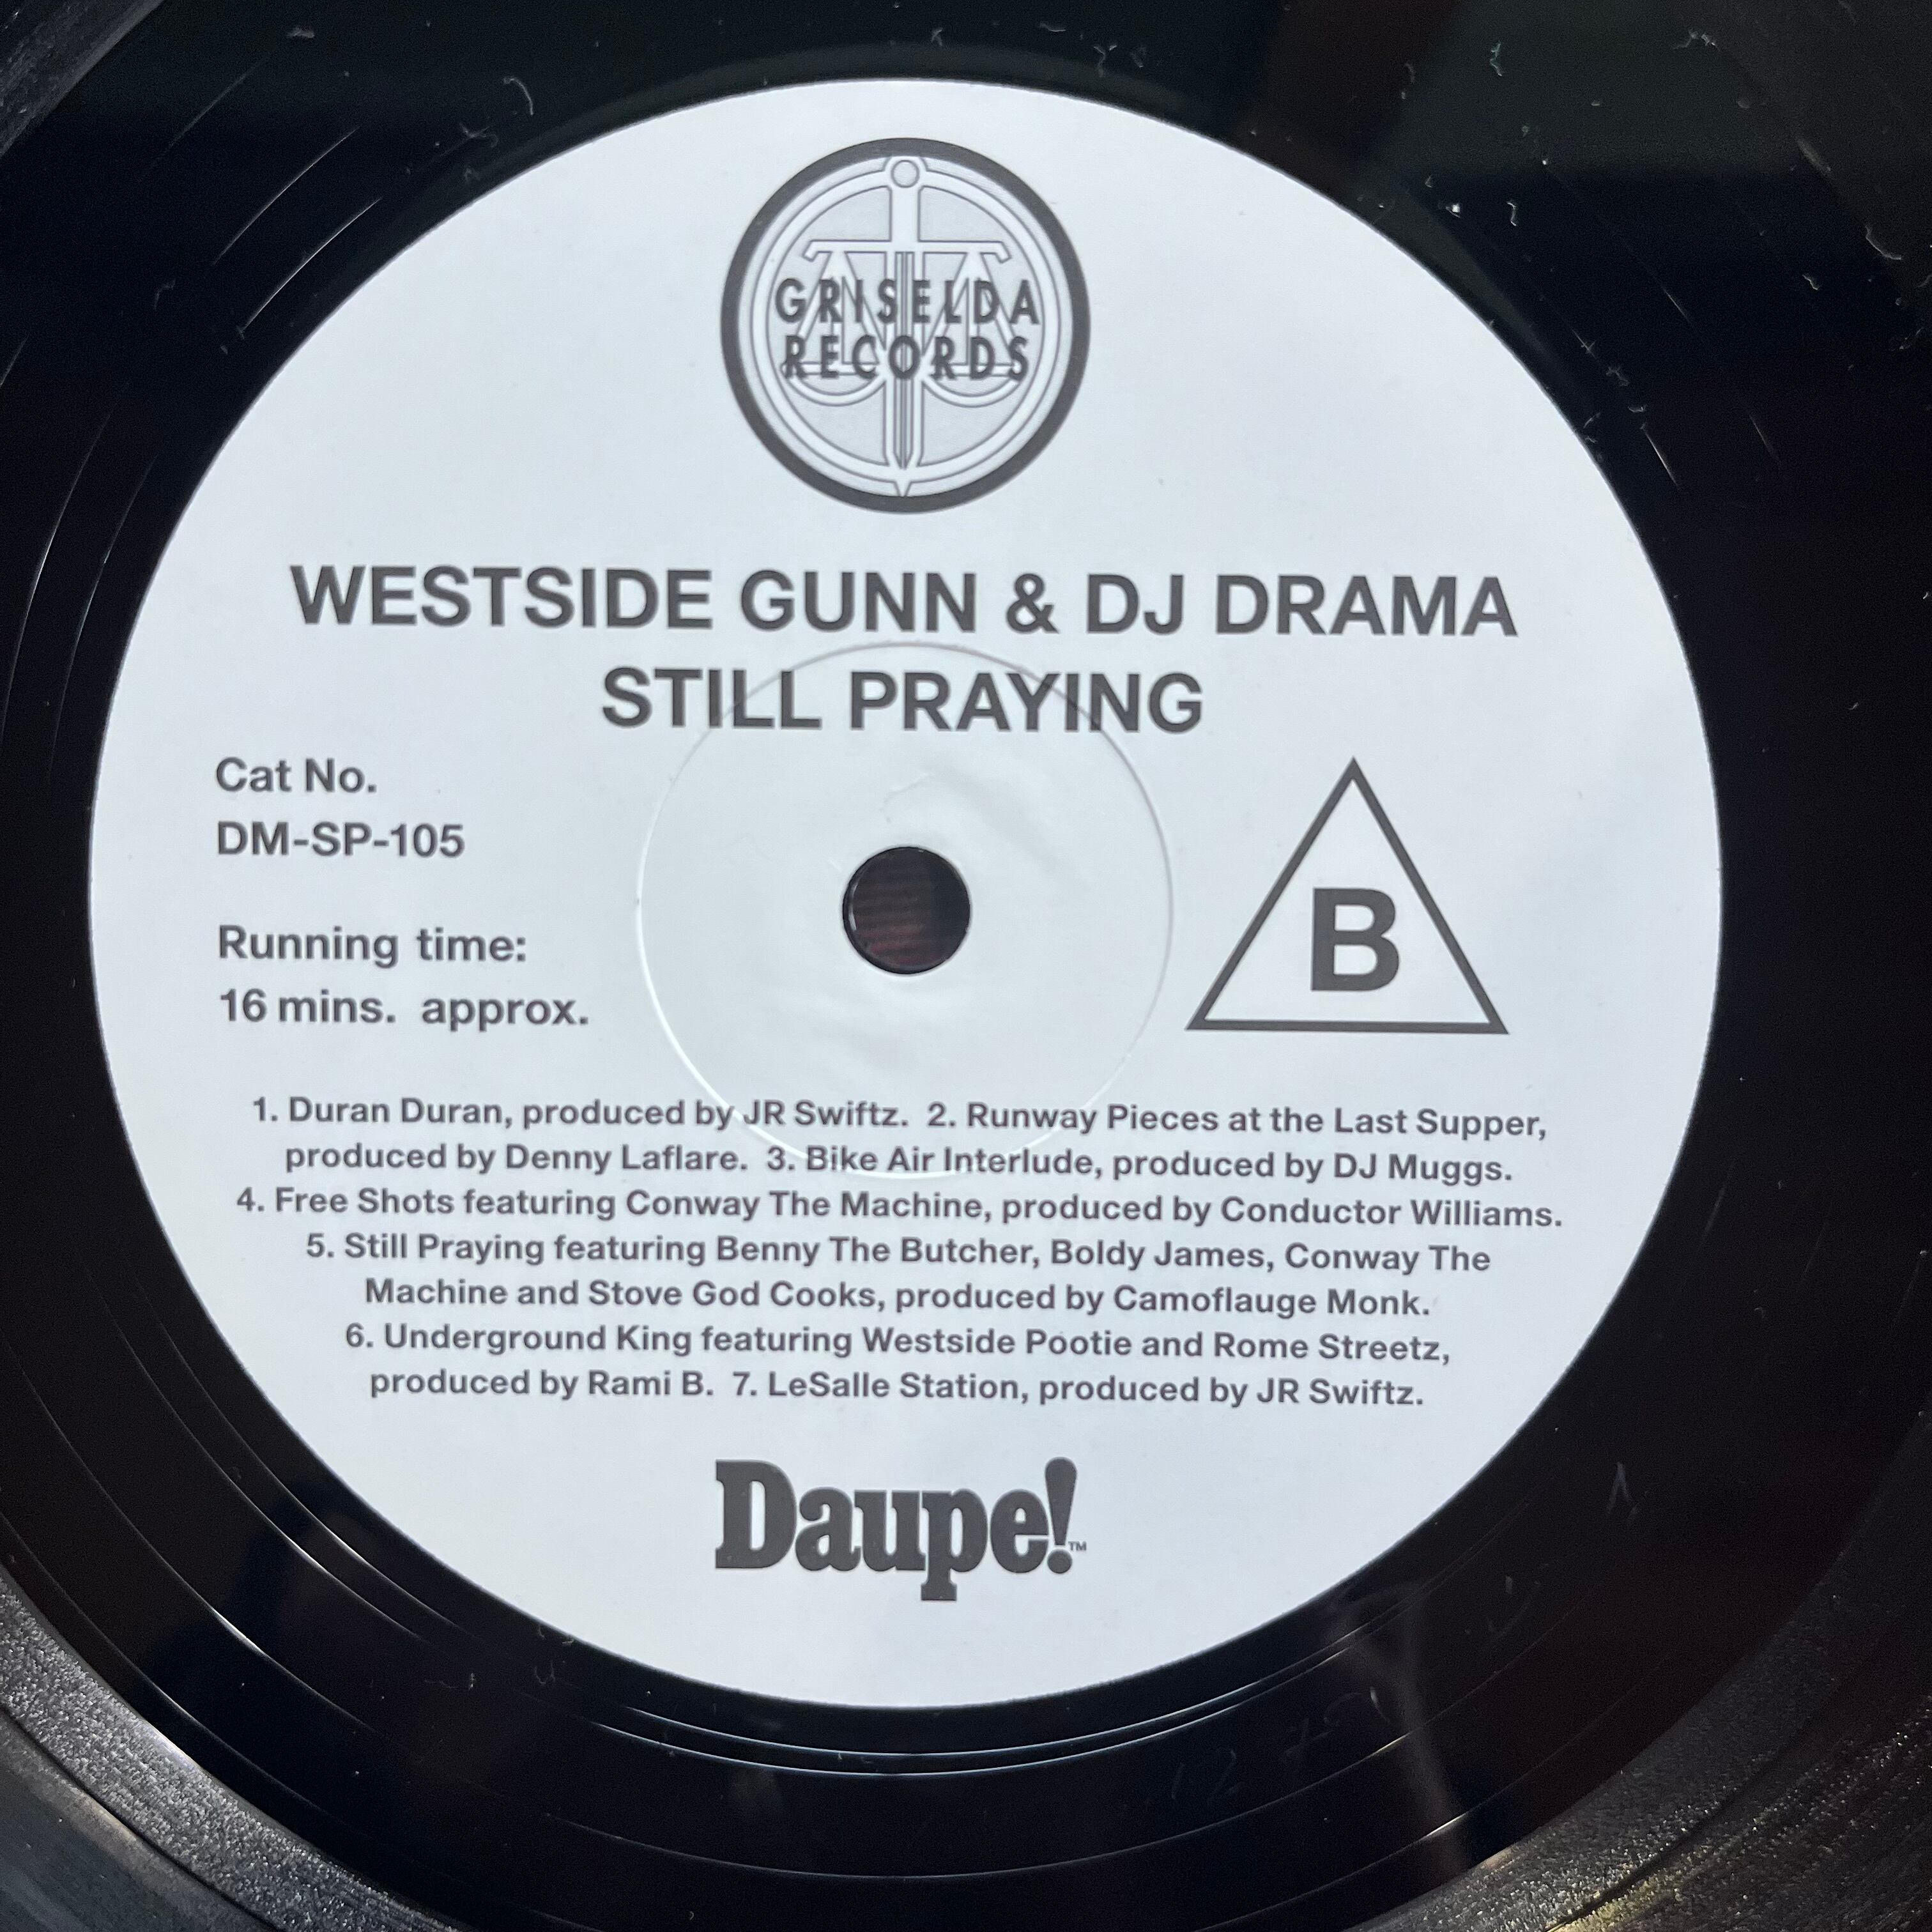 GRISELDA
RECORDS
WESTSIDE GUNN & DJ DRAMA
STILL PRAYING
Cat No.
DM-SP-105
Running time:
16 mins. approx.
B
1. Duran Duran, produced by JR Swiftz. 2. Runway Pieces at the Last Supper,
produced by Denny Laflare. 3. Bike Air Interlude, produced by DJ Muggs.
4. Free Shots featuring Conway The Machine, produced by Conductor Williams.
5. Still Praying featuring Benny The Butcher, Boldy James, Conway The
Machine and Stove God Cooks, produced by Camoflauge Monk.
6. Underground King featuring Westside Pootie and Rome Streetz,
produced by Rami B. 7. LeSalle Station, produced by JR Swiftz.
Daupe!™